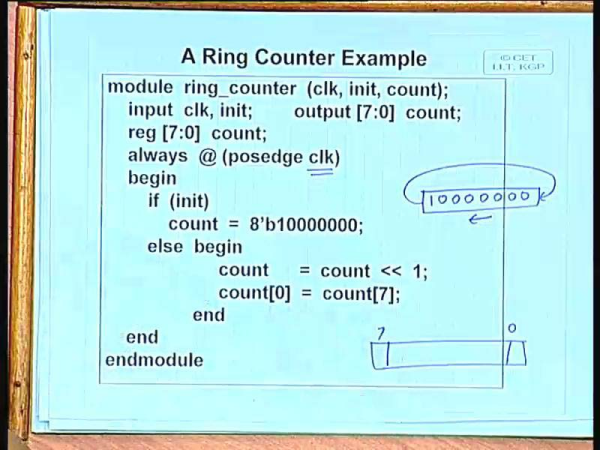 A Ring Counter Example
© CET
I.I.T. KGP
module ring_counter (clk, init, count);
input clk, init; output [7:0] count;
reg [7:0] count;
always @ (posedge clk)
begin
if (init)
count = 8'b10000000;
else begin
count = count << 1;
count[0] = count[7];
end
end
endmodule
10000000
7 0